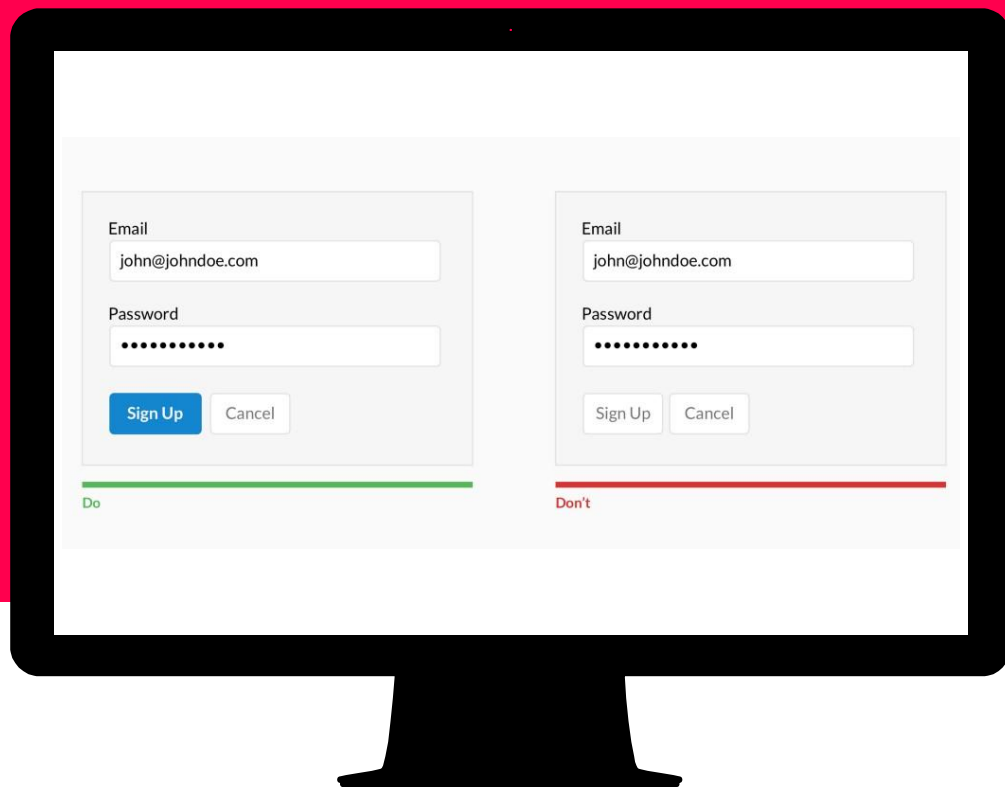 Email
john@johndoe.com
Password
•••••••••••
Sign Up Cancel
Do
Email
john@johndoe.com
Password
•••••••••••
Sign Up Cancel
Don't